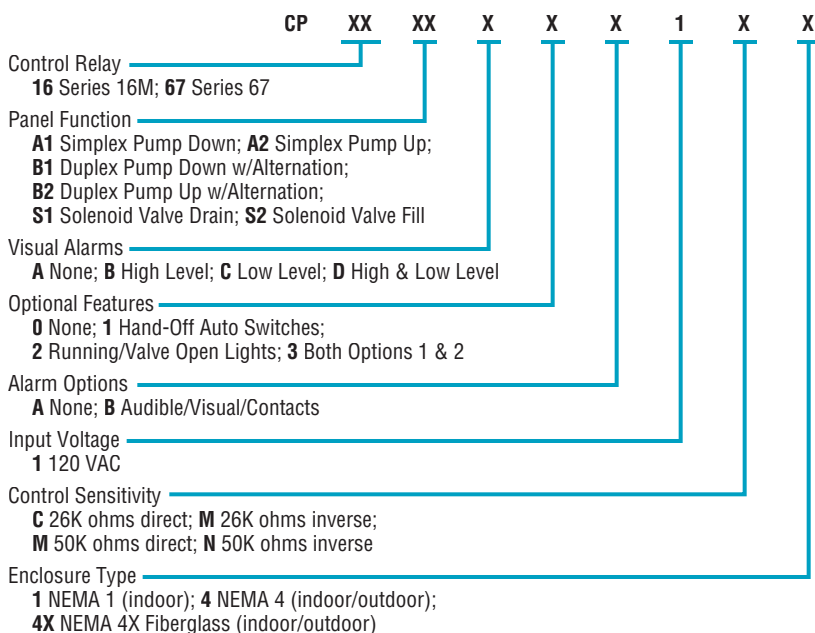 CP XX XX X X X 1 X X
Control Relay
16 Series 16M; 67 Series 67
Panel Function
A1 Simplex Pump Down; A2 Simplex Pump Up;
B1 Duplex Pump Down w/Alternation;
B2 Duplex Pump Up w/Alternation;
S1 Solenoid Valve Drain; S2 Solenoid Valve Fill
Visual Alarms
A None; B High Level; C Low Level; D High & Low Level
Optional Features
0 None; 1 Hand-Off Auto Switches;
2 Running/Valve Open Lights; 3 Both Options 1 & 2
Alarm Options
A None; B Audible/Visual/Contacts
Input Voltage
1 120 VAC
Control Sensitivity
C 26K ohms direct; M 26K ohms inverse;
M 50K ohms direct; N 50K ohms inverse
Enclosure Type
1 NEMA 1 (indoor); 4 NEMA 4 (indoor/outdoor);
4X NEMA 4X Fiberglass (indoor/outdoor)